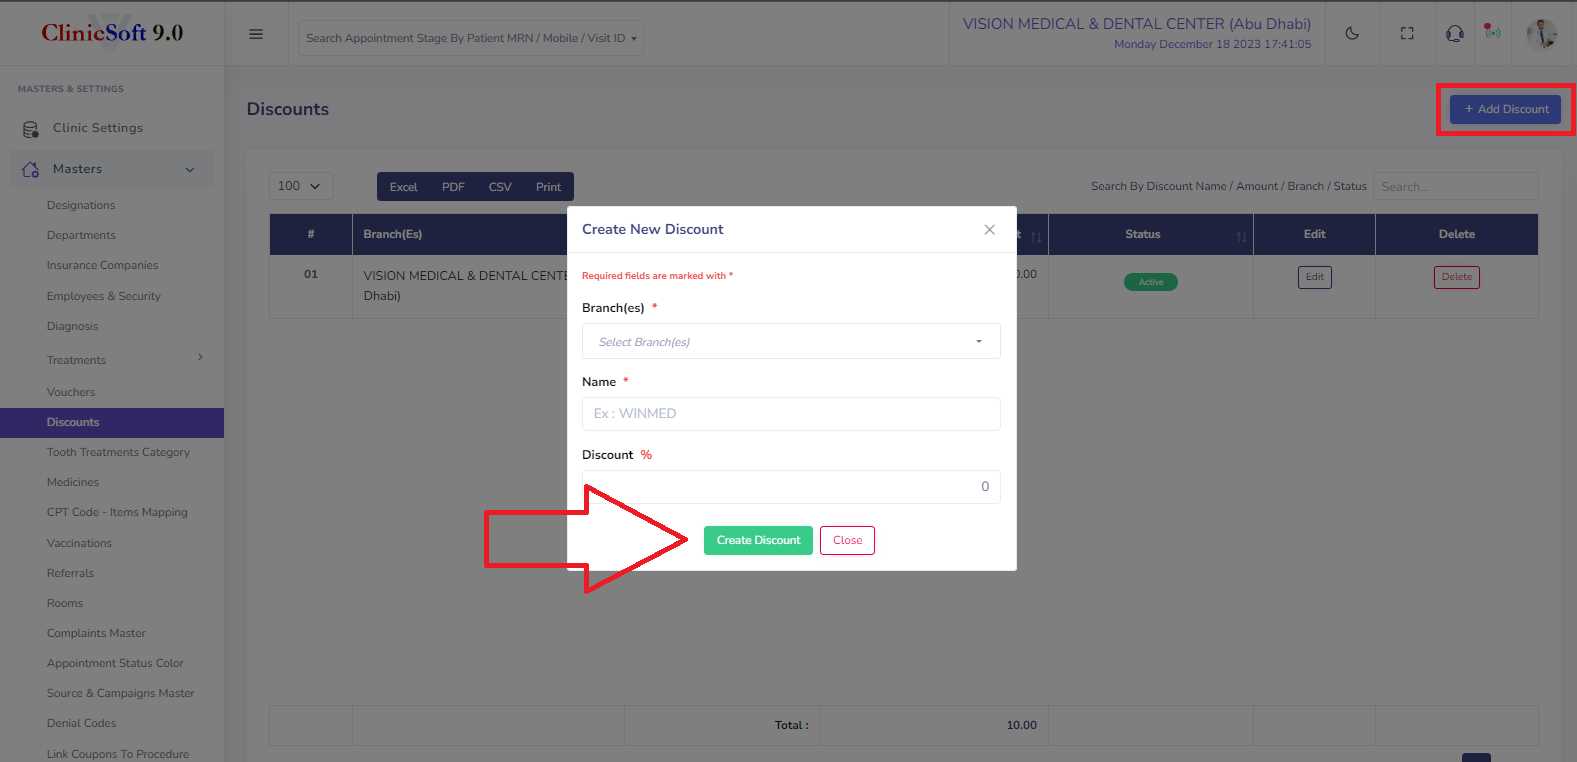 ClinicSoft 9.0
Search Appointment Stage By Patient MRN / Mobile / Visit ID
VISION MEDICAL & DENTAL CENTER (Abu Dhabi)
Monday December 18 2023 17:41:05
MASTERS & SETTINGS
Clinic Settings
Masters
Designations
Departments
Insurance Companies
Employees & Security
Diagnosis
Treatments
Vouchers
Discounts
Tooth Treatments Category
Medicines
CPT Code - Items Mapping
Vaccinations
Referrals
Rooms
Complaints Master
Appointment Status Color
Source & Campaigns Master
Denial Codes
Link Coupons To Procedure
Discounts
+ Add Discount
100
Excel PDF CSV Print
Search By Discount Name / Amount / Branch / Status
Search...
# Branch(Es) t Status Edit Delete
01 VISION MEDICAL & DENTAL CENTE 0.00 Active Edit Delete
Dhabi)
Create New Discount
Required fields are marked with *
Branch(es) *
Select Branch(es)
Name *
Ex : WINMED
Discount %
0
Create Discount Close
Total : 10.00